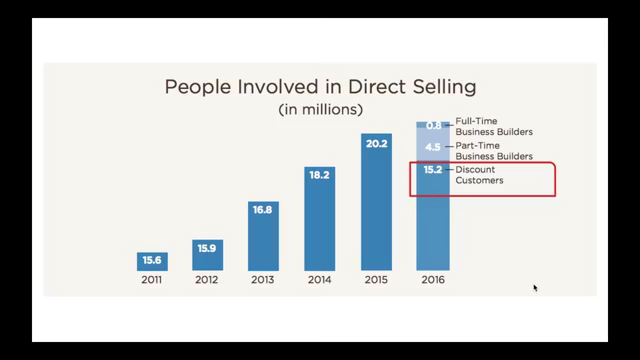 People Involved in Direct Selling
(in millions)
0.8
Full-Time
Business Builders
4.5
Part-Time
Business Builders
15.2
Discount
Customers
20.2
18.2
16.8
15.9
15.6
2011
2012
2013
2014
2015
2016